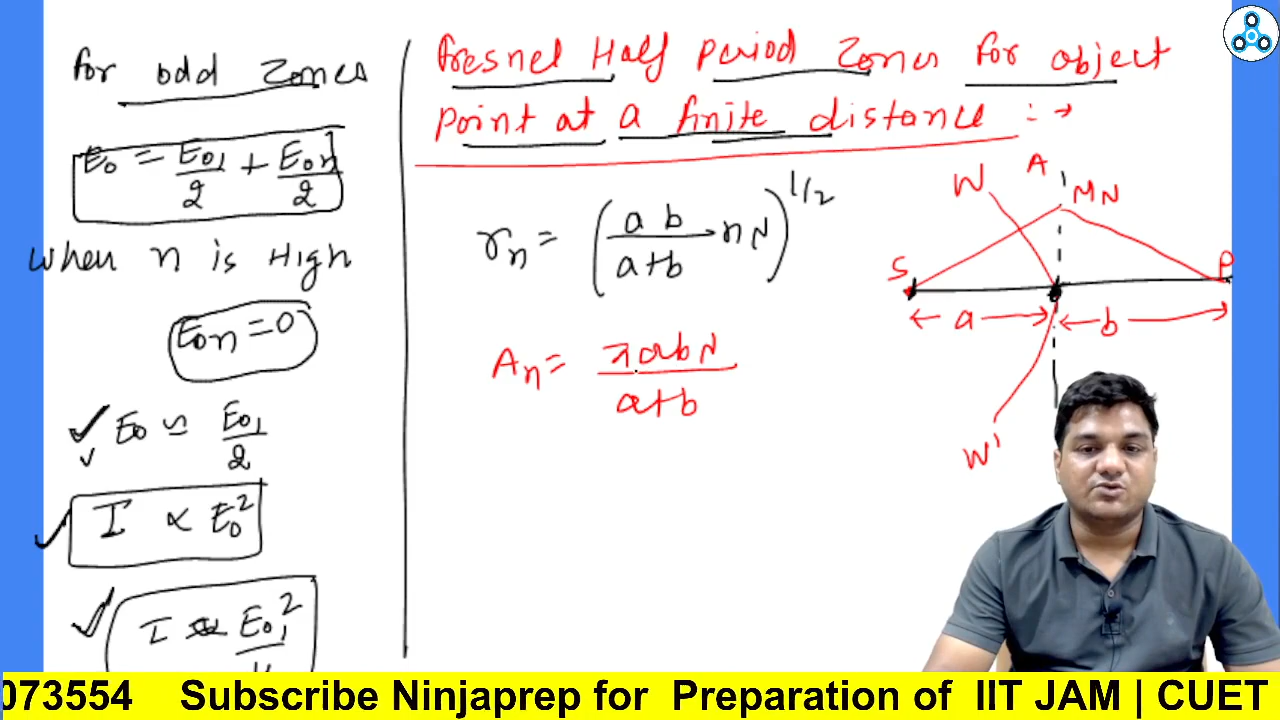 for odd zones
E₀ = E₀₁/2 + E₀ₙ/2
when n is High
E₀ₙ = 0
E₀ ≃ E₀₁/2
I ∝ E₀²
I ≈ E₀₁²/4
Fresnel Half period Zones for object
point at a finite distance :→
rₙ = (ab/(a+b) nλ)^1/2
Aₙ = πabλ/(a+b)
W
A
Mₙ
S
P
← a →
← b →
W'
073554 Subscribe Ninjaprep for Preparation of IIT JAM | CUET